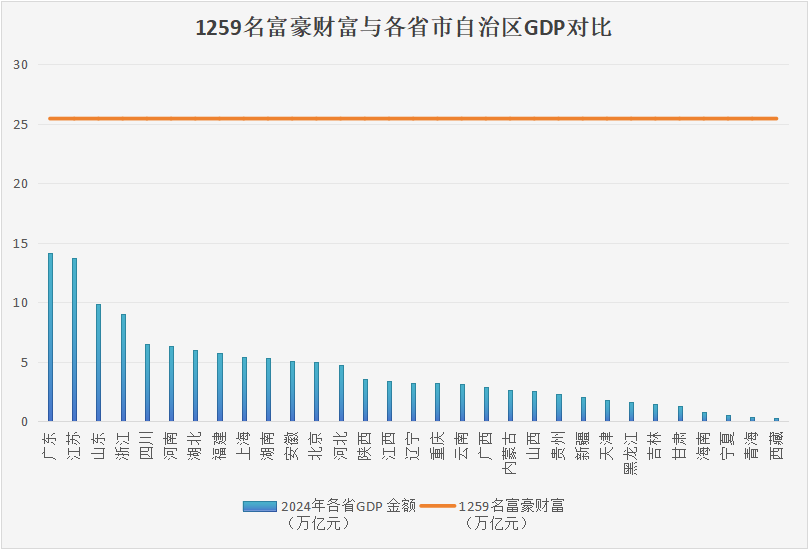 1259名富豪财富与各省市自治区GDP对比
30
25
20
15
10
5
0
广东
江苏
山东
浙江
四川
河南
湖北
福建
上海
湖南
安徽
北京
河北
陕西
江西
辽宁
重庆
云南
广西
内蒙古
山西
贵州
新疆
天津
黑龙江
吉林
甘肃
海南
宁夏
青海
西藏
2024年各省GDP 金额
（万亿元）
1259名富豪财富
（万亿元）